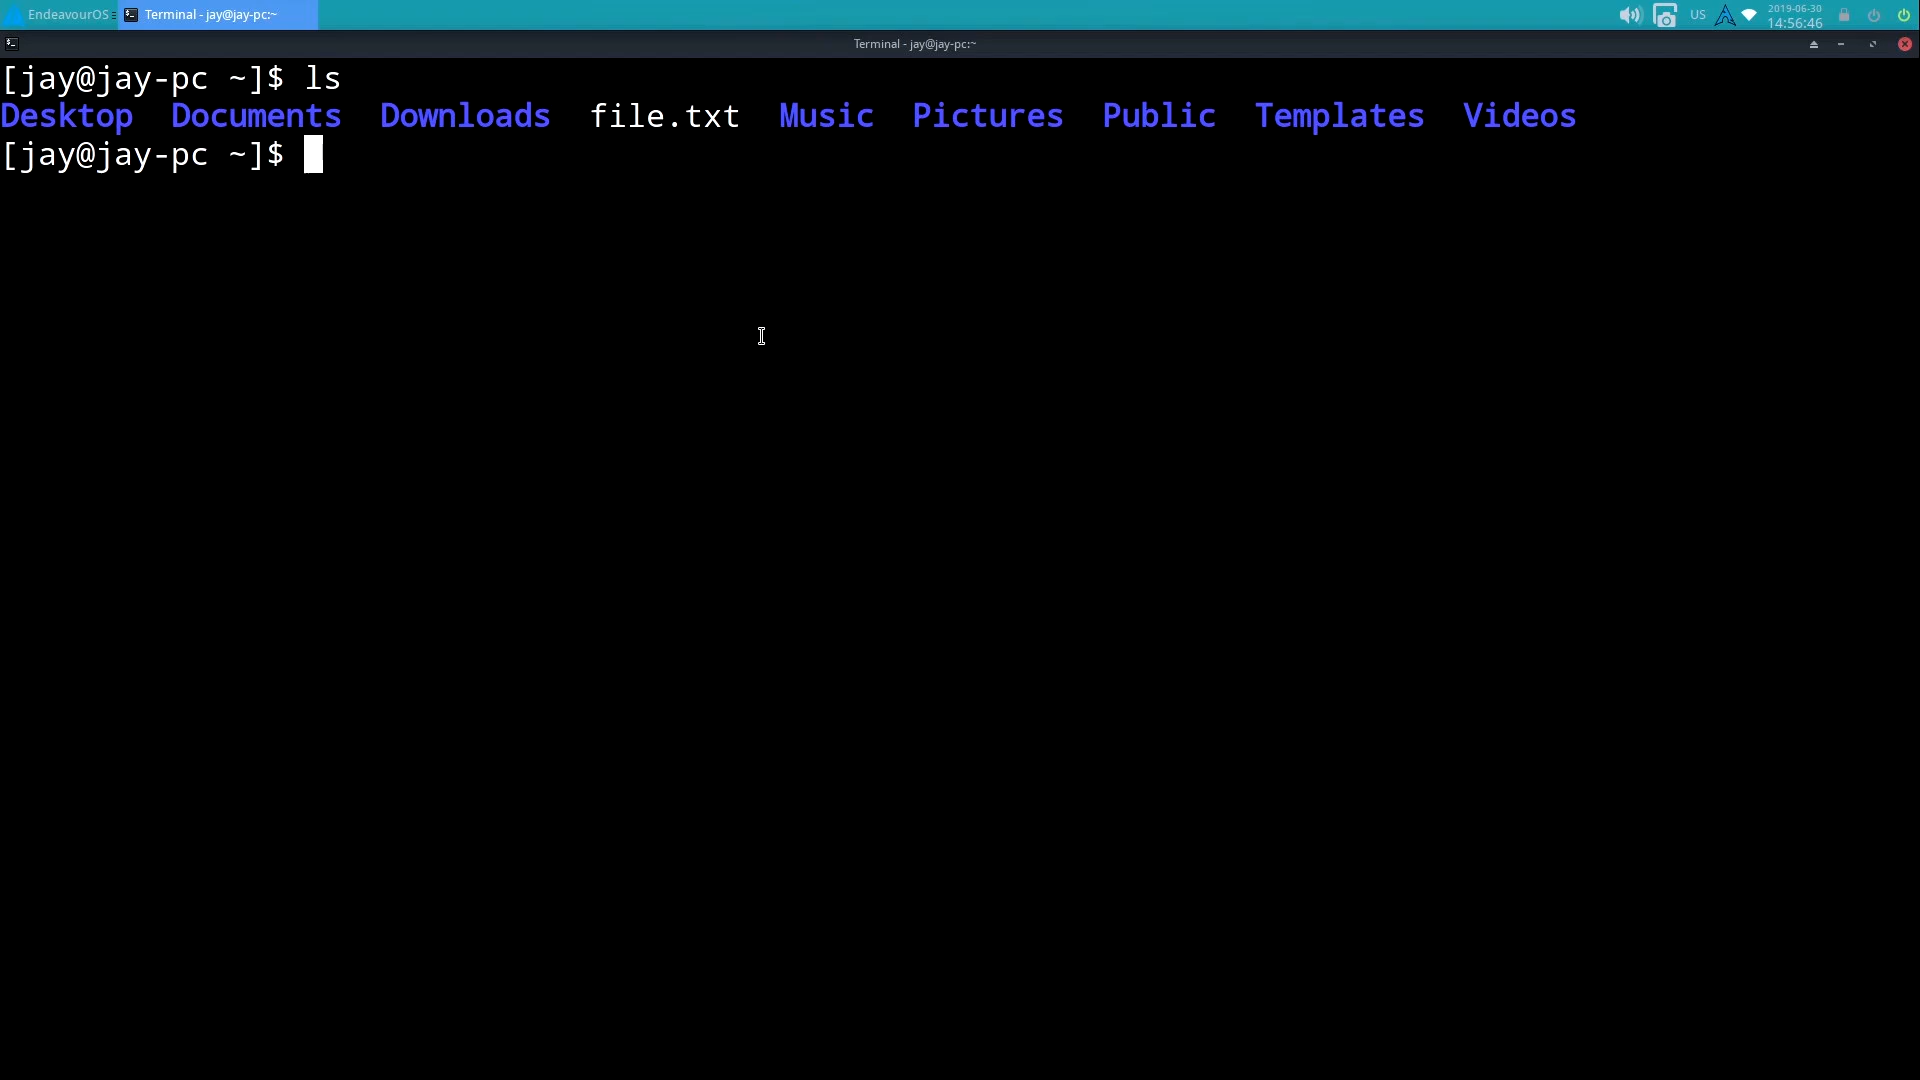 EndeavourOS Terminal - jay@jay-pc:~ US 2019-06-30
14:56:46
Terminal - jay@jay-pc:~
[jay@jay-pc ~]$ ls
Desktop Documents Downloads file.txt Music Pictures Public Templates Videos
[jay@jay-pc ~]$